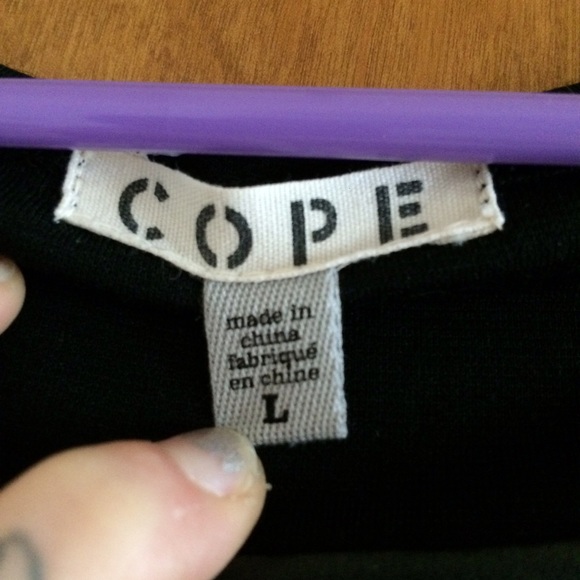 COPE
made in
china
fabriqué
en chine
L